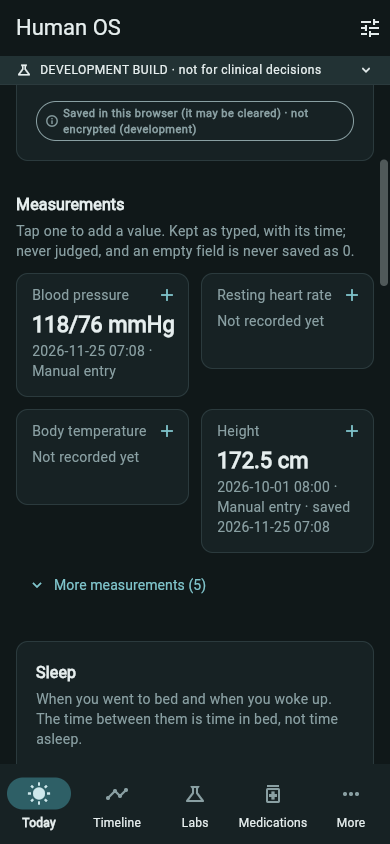 Human OS
DEVELOPMENT BUILD · not for clinical decisions
Saved in this browser (it may be cleared) · not
encrypted (development)
Measurements
Tap one to add a value. Kept as typed, with its time;
never judged, and an empty field is never saved as 0.
Blood pressure
118/76 mmHg
2026-11-25 07:08 ·
Manual entry
Resting heart rate
Not recorded yet
Body temperature
Not recorded yet
Height
172.5 cm
2026-10-01 08:00 ·
Manual entry · saved
2026-11-25 07:08
More measurements (5)
Sleep
When you went to bed and when you woke up.
The time between them is time in bed, not time
asleep.
Today
Timeline
Labs
Medications
More